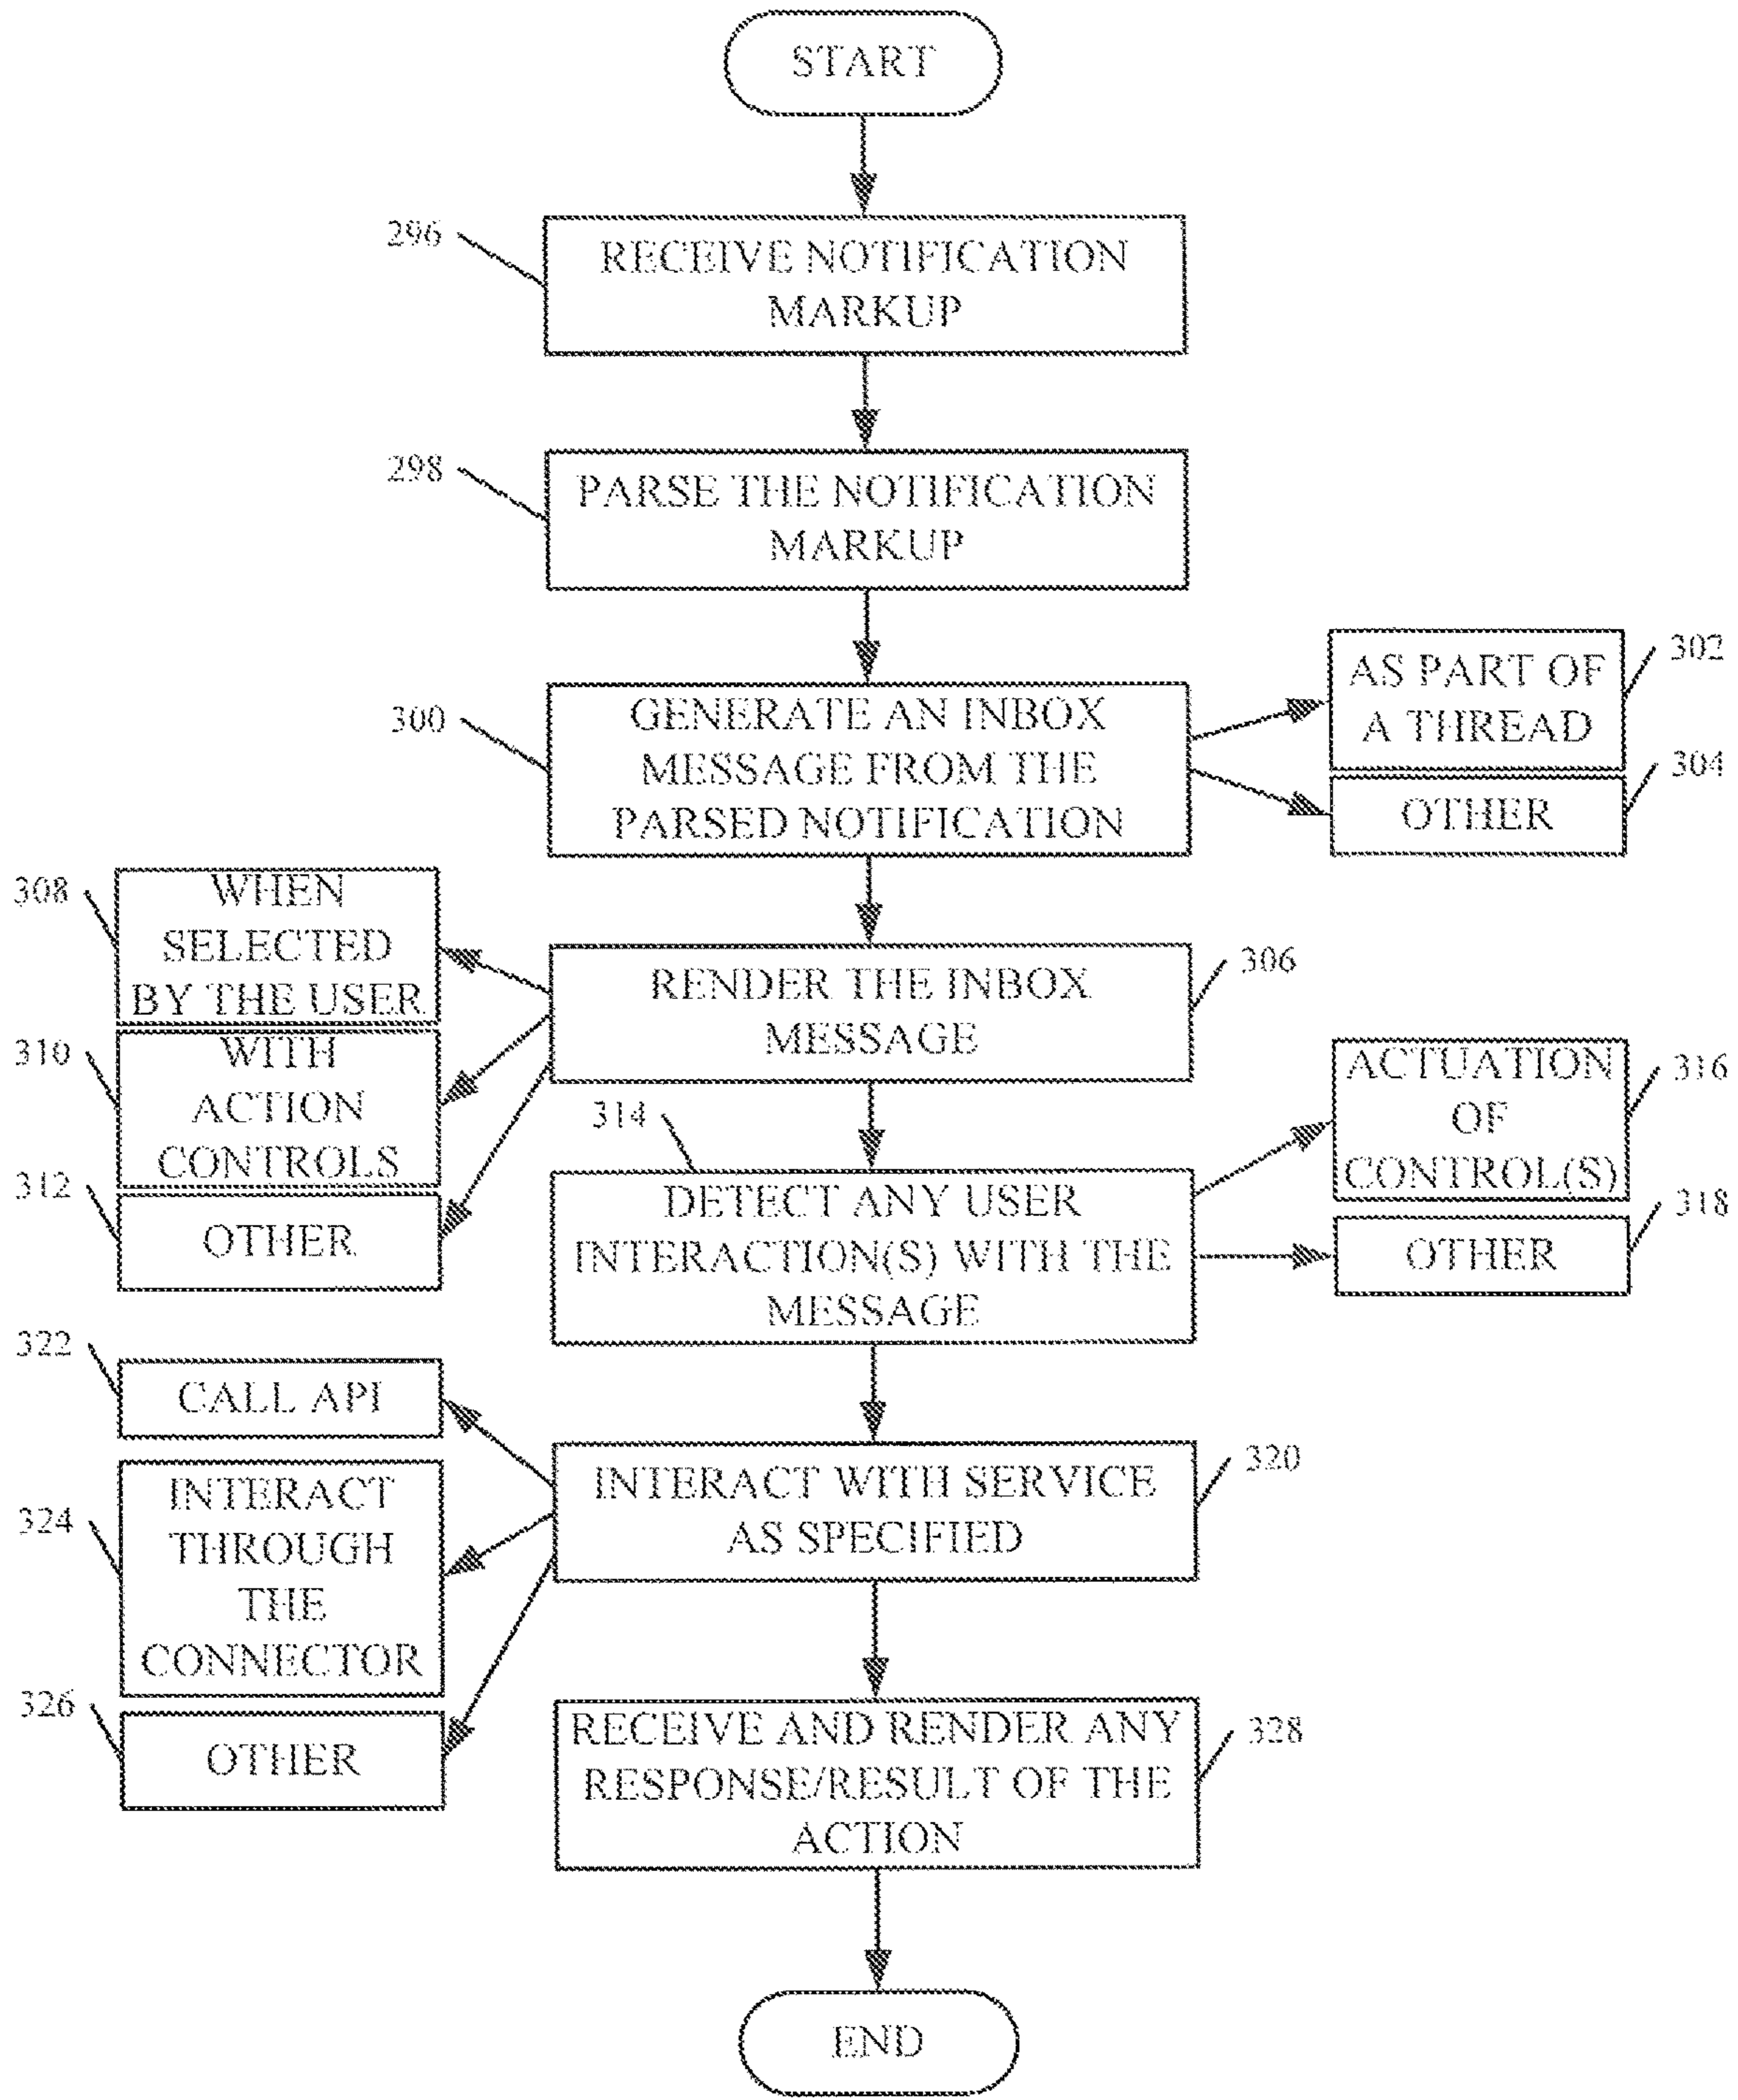 START
296
RECEIVE NOTIFICATION
MARKUP
298
PARSE THE NOTIFICATION
MARKUP
300
GENERATE AN INBOX
MESSAGE FROM THE
PARSED NOTIFICATION
AS PART OF
A THREAD
302
OTHER
304
308
WHEN
SELECTED
BY THE USER
310
WITH
ACTION
CONTROLS
312
OTHER
RENDER THE INBOX
MESSAGE
306
314
DETECT ANY USER
INTERACTION(S) WITH THE
MESSAGE
ACTUATION
OF
CONTROL(S)
316
OTHER
318
322
CALL API
324
INTERACT
THROUGH
THE
CONNECTOR
326
OTHER
INTERACT WITH SERVICE
AS SPECIFIED
320
RECEIVE AND RENDER ANY
RESPONSE/RESULT OF THE
ACTION
328
END